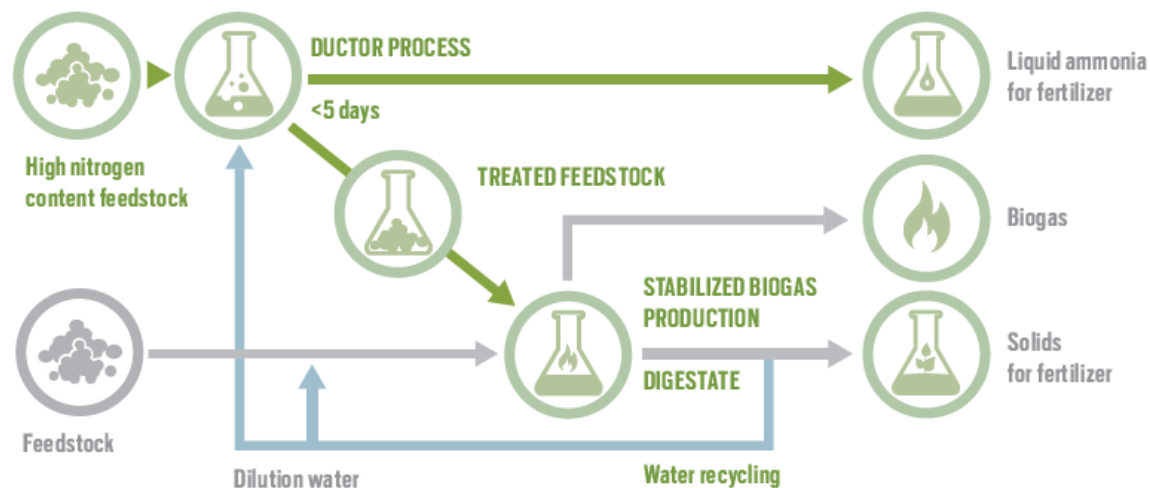 DUCTOR PROCESS
<5 days
Liquid ammonia
for fertilizer
High nitrogen
content feedstock
TREATED FEEDSTOCK
Biogas
STABILIZED BIOGAS
PRODUCTION
DIGESTATE
Solids
for fertilizer
Feedstock
Dilution water
Water recycling